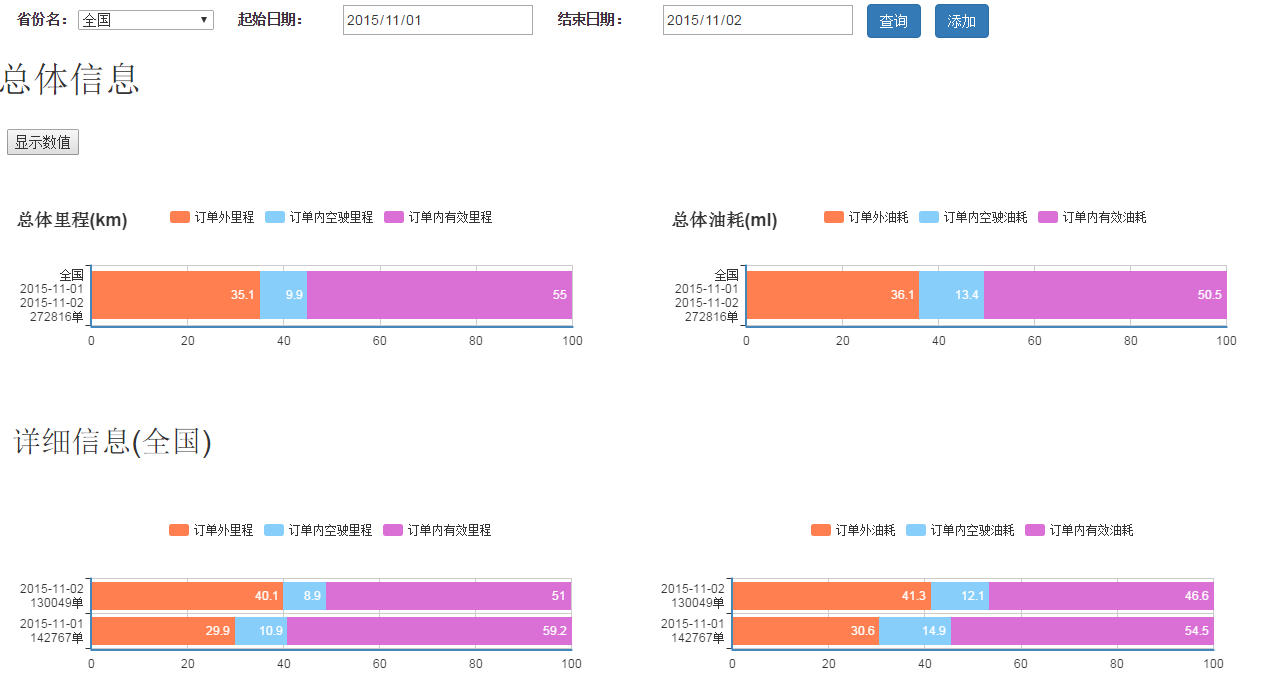 省份名： 全国 起始日期： 2015/11/01 结束日期： 2015/11/02 查询 添加
总体信息
显示数值
总体里程(km) 订单外里程 订单内空驶里程 订单内有效里程
全国
2015-11-01
2015-11-02
272816单
35.1 9.9 55
0 20 40 60 80 100
总体油耗(ml) 订单外油耗 订单内空驶油耗 订单内有效油耗
全国
2015-11-01
2015-11-02
272816单
36.1 13.4 50.5
0 20 40 60 80 100
详细信息(全国)
订单外里程 订单内空驶里程 订单内有效里程
2015-11-02
130049单
40.1 8.9 51
2015-11-01
142767单
29.9 10.9 59.2
0 20 40 60 80 100
订单外油耗 订单内空驶油耗 订单内有效油耗
2015-11-02
130049单
41.3 12.1 46.6
2015-11-01
142767单
30.6 14.9 54.5
0 20 40 60 80 100